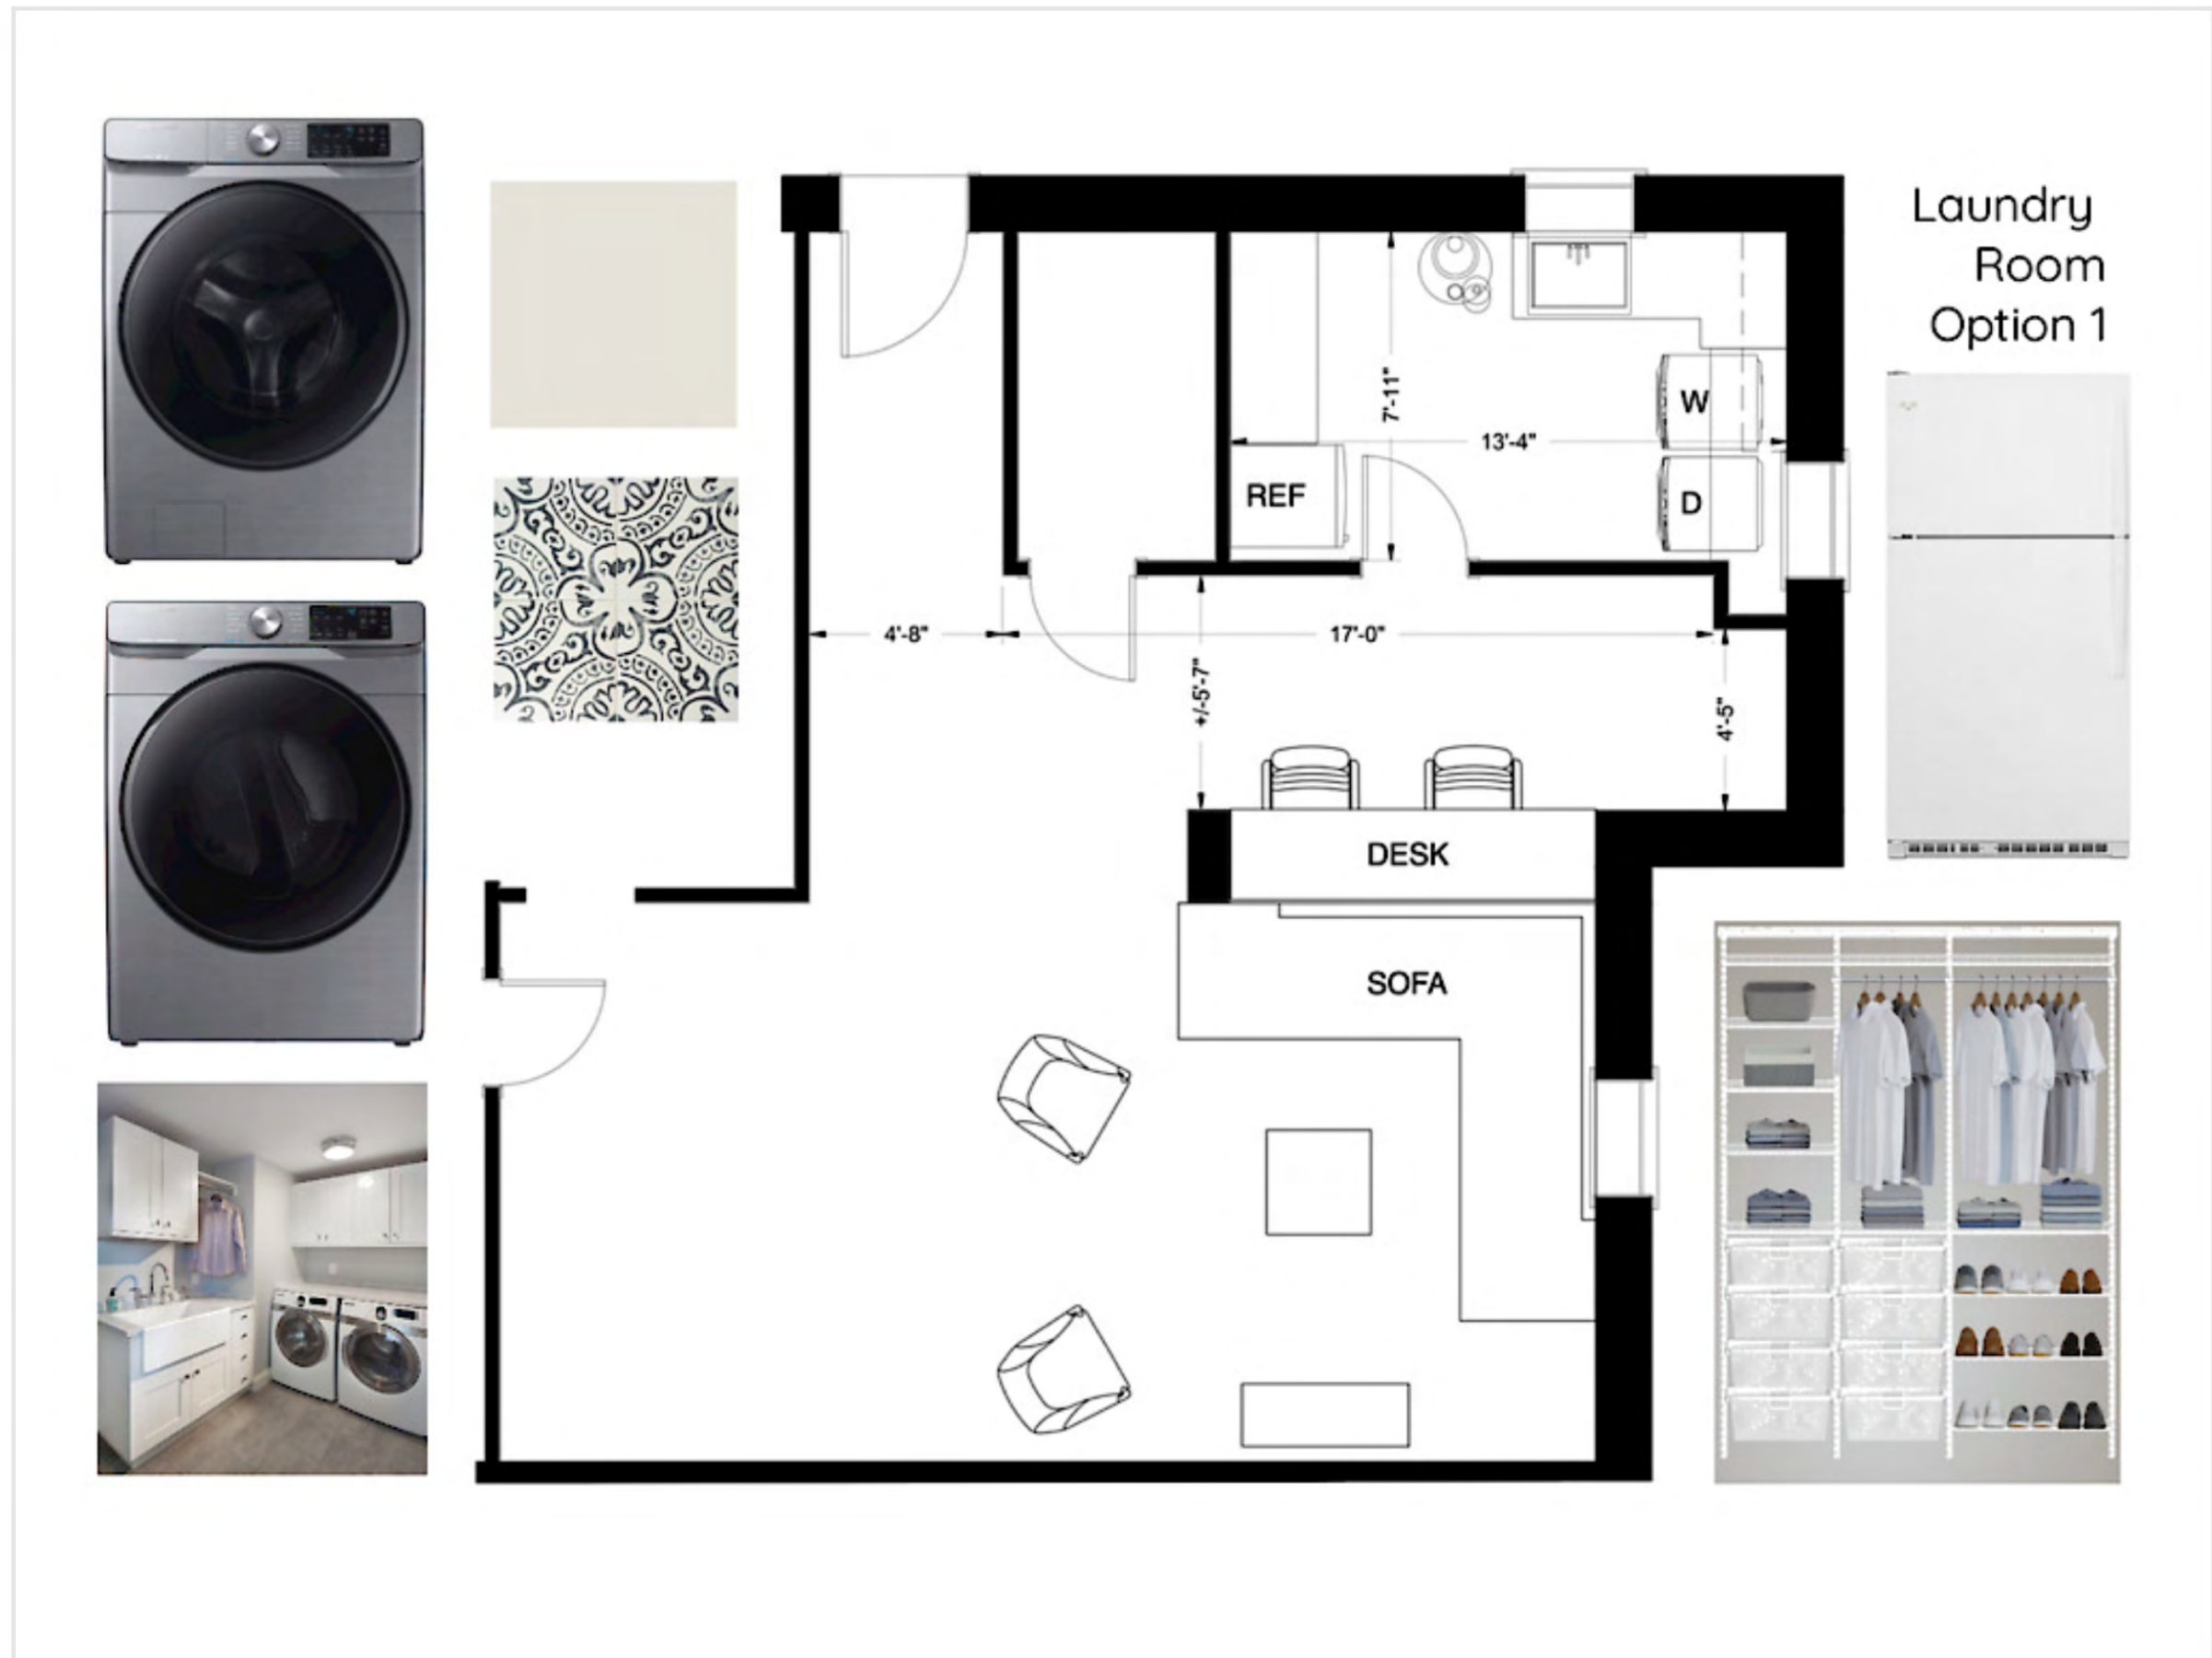 Laundry
Room
Option 1
7'-11"
W
13'-4"
REF
D
4'-8"
17'-0"
+/-5'-7"
4'-5"
DESK
SOFA